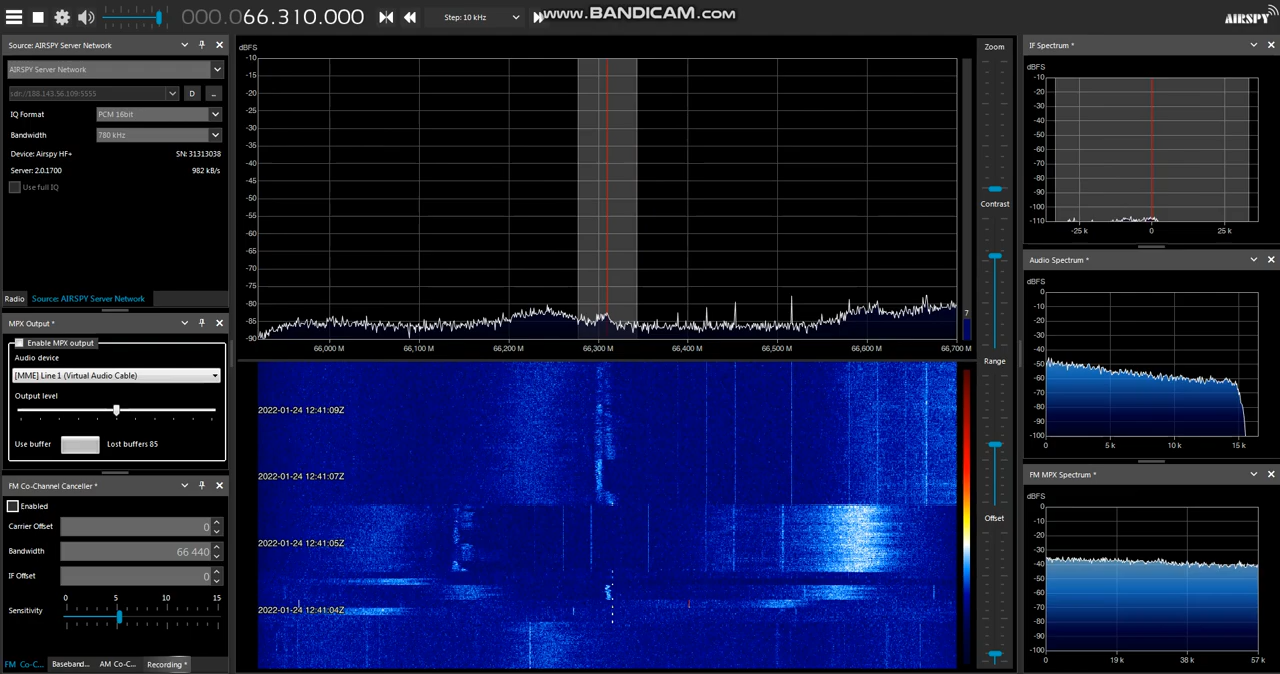 000.066.310.000
Step: 10 kHz
www.BANDICAM.com
AIRSPY
Source: AIRSPY Server Network
AIRSPY Server Network
sdr://188.143.56.109:5555
D
...
IQ Format
PCM 16bit
Bandwidth
780 kHz
Device: Airspy HF+
SN: 31313038
Server: 2.0.1700
982 kB/s
Use full IQ
Radio
Source: AIRSPY Server Network
MPX Output *
Enable MPX output
Audio device
[MME] Line 1 (Virtual Audio Cable)
Output level
Use buffer
Lost buffers 85
FM Co-Channel Canceller *
Enabled
Carrier Offset
0
Bandwidth
66 440
IF Offset
0
Sensitivity
0 5 10 15
FM Co-C...
Baseband...
AM Co-C...
Recording *
dBFS
-10
-15
-20
-25
-30
-35
-40
-45
-50
-55
-60
-65
-70
-75
-80
-85
-90
7
66,000 M 66,100 M 66,200 M 66,300 M 66,400 M 66,500 M 66,600 M 66,700 M
2022-01-24 12:41:09Z
2022-01-24 12:41:07Z
2022-01-24 12:41:05Z
2022-01-24 12:41:04Z
Zoom
Contrast
Range
Offset
IF Spectrum *
dBFS
-10
-20
-30
-40
-50
-60
-70
-80
-90
-100
-110
-25 k 0 25 k
Audio Spectrum *
dBFS
0
-10
-20
-30
-40
-50
-60
-70
-80
-90
-100
0 5 k 10 k 15 k
FM MPX Spectrum *
dBFS
0
-10
-20
-30
-40
-50
-60
-70
-80
-90
-100
0 19 k 38 k 57 k